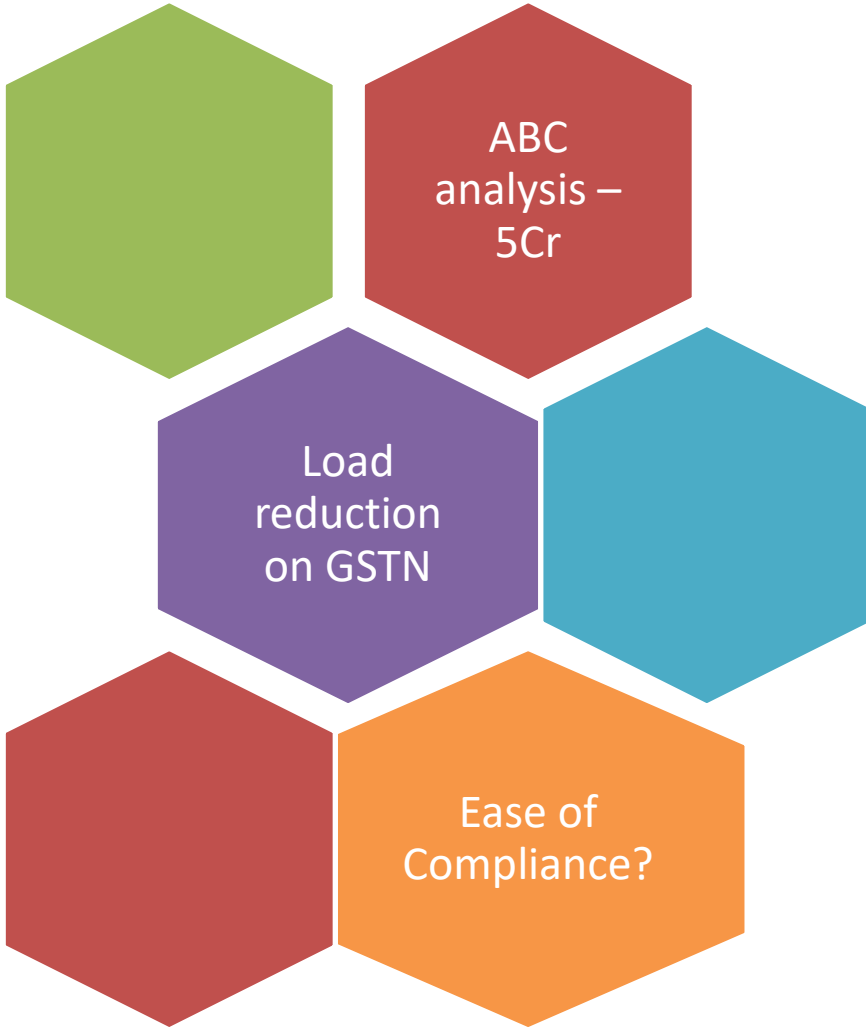 ABC
analysis –
5Cr
Load
reduction
on GSTN
Ease of
Compliance?